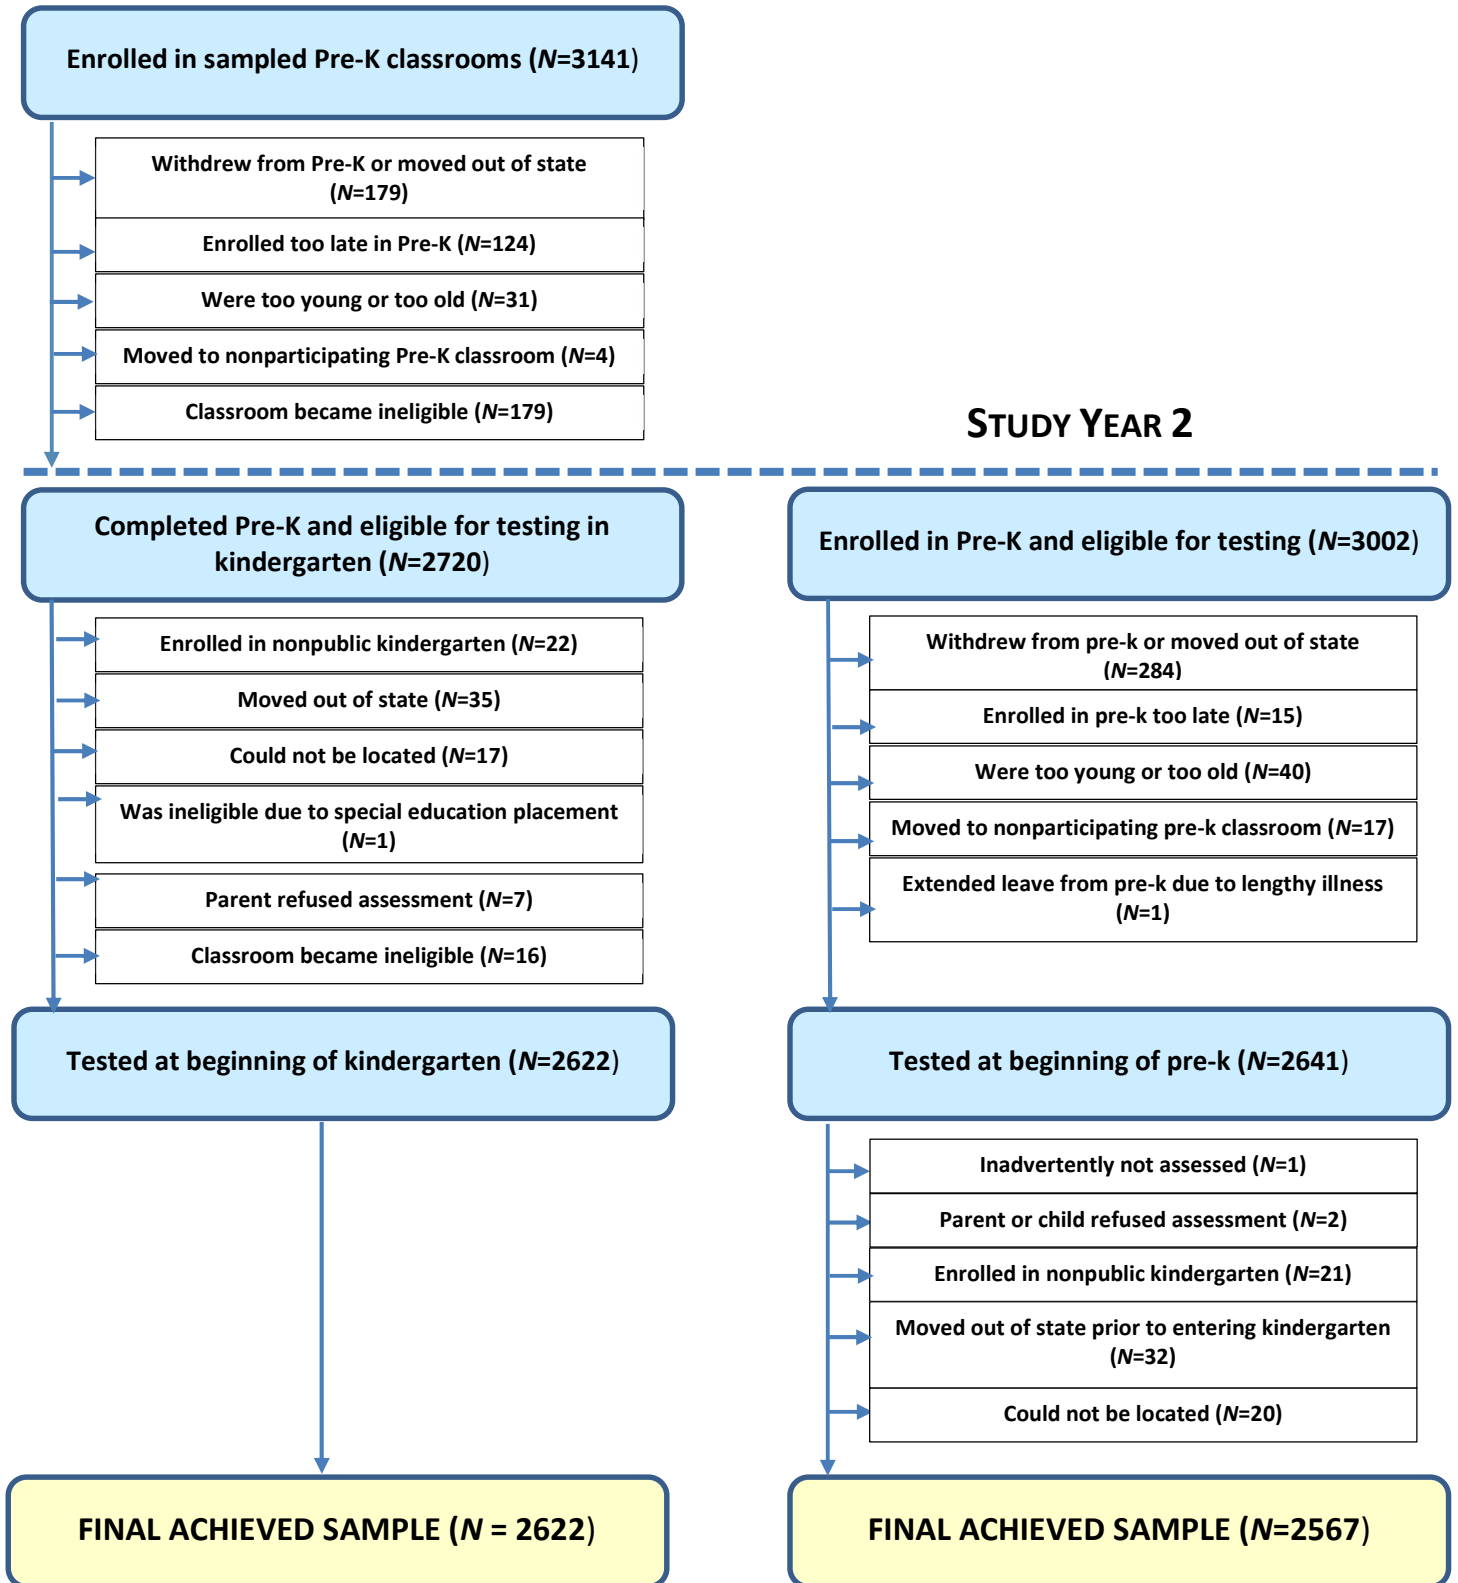 Enrolled in sampled Pre-K classrooms (N=3141)
Withdrew from Pre-K or moved out of state
(N=179)
Enrolled too late in Pre-K (N=124)
Were too young or too old (N=31)
Moved to nonparticipating Pre-K classroom (N=4)
Classroom became ineligible (N=179)
STUDY YEAR 2
Completed Pre-K and eligible for testing in
kindergarten (N=2720)
Enrolled in nonpublic kindergarten (N=22)
Moved out of state (N=35)
Could not be located (N=17)
Was ineligible due to special education placement
(N=1)
Parent refused assessment (N=7)
Classroom became ineligible (N=16)
Tested at beginning of kindergarten (N=2622)
FINAL ACHIEVED SAMPLE (N = 2622)
Enrolled in Pre-K and eligible for testing (N=3002)
Withdrew from pre-k or moved out of state
(N=284)
Enrolled in pre-k too late (N=15)
Were too young or too old (N=40)
Moved to nonparticipating pre-k classroom (N=17)
Extended leave from pre-k due to lengthy illness
(N=1)
Tested at beginning of pre-k (N=2641)
Inadvertently not assessed (N=1)
Parent or child refused assessment (N=2)
Enrolled in nonpublic kindergarten (N=21)
Moved out of state prior to entering kindergarten
(N=32)
Could not be located (N=20)
FINAL ACHIEVED SAMPLE (N=2567)